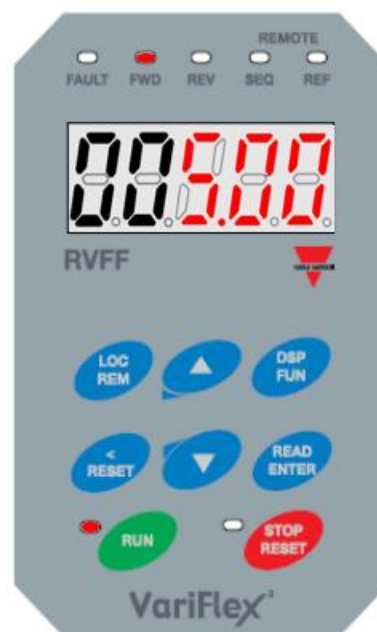 REMOTE
FAULT FWD REV SEQ REF
005.00
RVFF
LOC
REM
DSP
FUN
<
RESET
READ
ENTER
RUN
STOP
RESET
VariFlex³